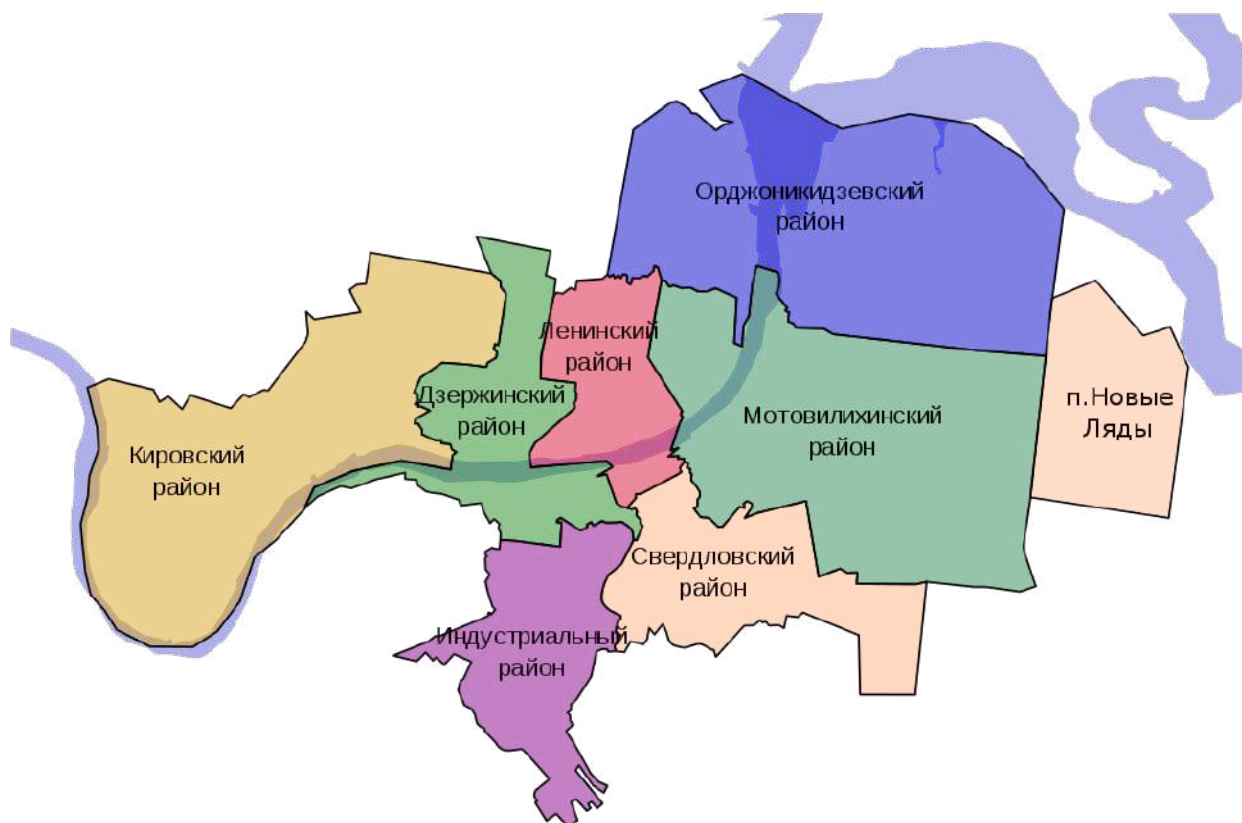 Орджоникидзевский
район
Ленинский
район
Дзержинский
район
п.Новые
Ляды
Мотовилихинский
район
Кировский
район
Свердловский
район
Индустриальный
район